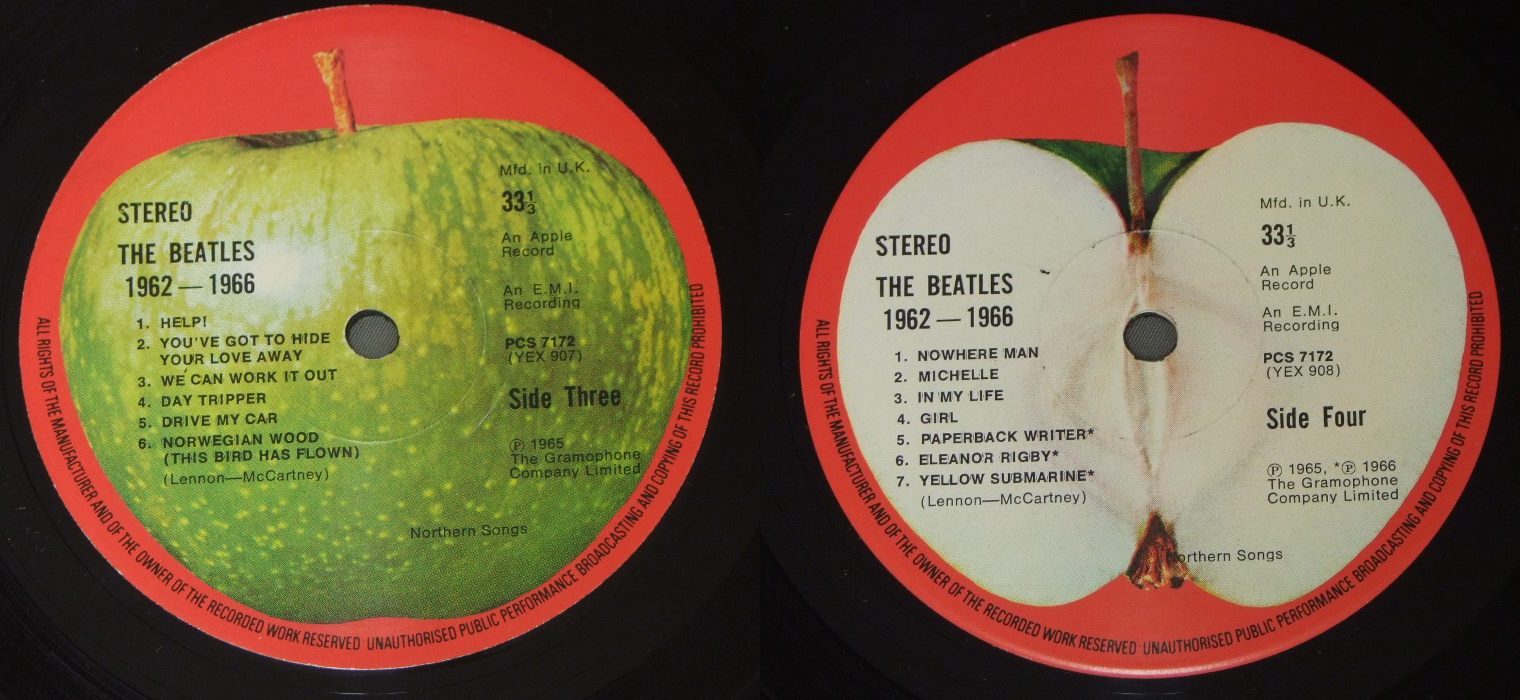 STEREO
THE BEATLES
1962 — 1966
1. HELP!
2. YOU'VE GOT TO HIDE
YOUR LOVE AWAY
3. WE CAN WORK IT OUT
4. DAY TRIPPER
5. DRIVE MY CAR
6. NORWEGIAN WOOD
(THIS BIRD HAS FLOWN)
(Lennon—McCartney)
Mfd. in U.K.
33⅓
An Apple
Record
An E.M.I.
Recording
PCS 7172
(YEX 907)
Side Three
℗ 1965
The Gramophone
Company Limited
Northern Songs
ALL RIGHTS OF THE MANUFACTURER AND OF THE OWNER OF THE RECORDED WORK RESERVED UNAUTHORISED PUBLIC PERFORMANCE BROADCASTING AND COPYING OF THIS RECORD PROHIBITED
STEREO
THE BEATLES
1962 — 1966
1. NOWHERE MAN
2. MICHELLE
3. IN MY LIFE
4. GIRL
5. PAPERBACK WRITER*
6. ELEANOR RIGBY*
7. YELLOW SUBMARINE*
(Lennon—McCartney)
Mfd. in U.K.
33⅓
An Apple
Record
An E.M.I.
Recording
PCS 7172
(YEX 908)
Side Four
℗ 1965, *℗ 1966
The Gramophone
Company Limited
Northern Songs
ALL RIGHTS OF THE MANUFACTURER AND OF THE OWNER OF THE RECORDED WORK RESERVED UNAUTHORISED PUBLIC PERFORMANCE BROADCASTING AND COPYING OF THIS RECORD PROHIBITED